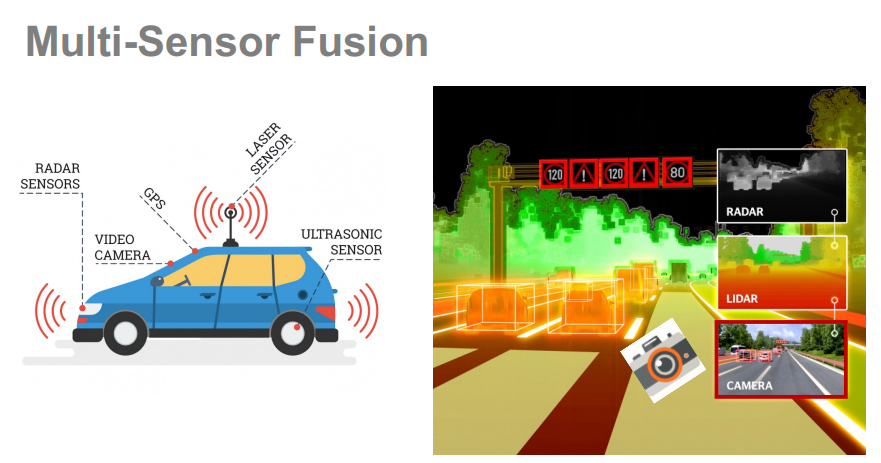 Multi-Sensor Fusion
LASER
SENSOR
RADAR
SENSORS
GPS
VIDEO
CAMERA
ULTRASONIC
SENSOR
120
120
80
RADAR
LIDAR
CAMERA